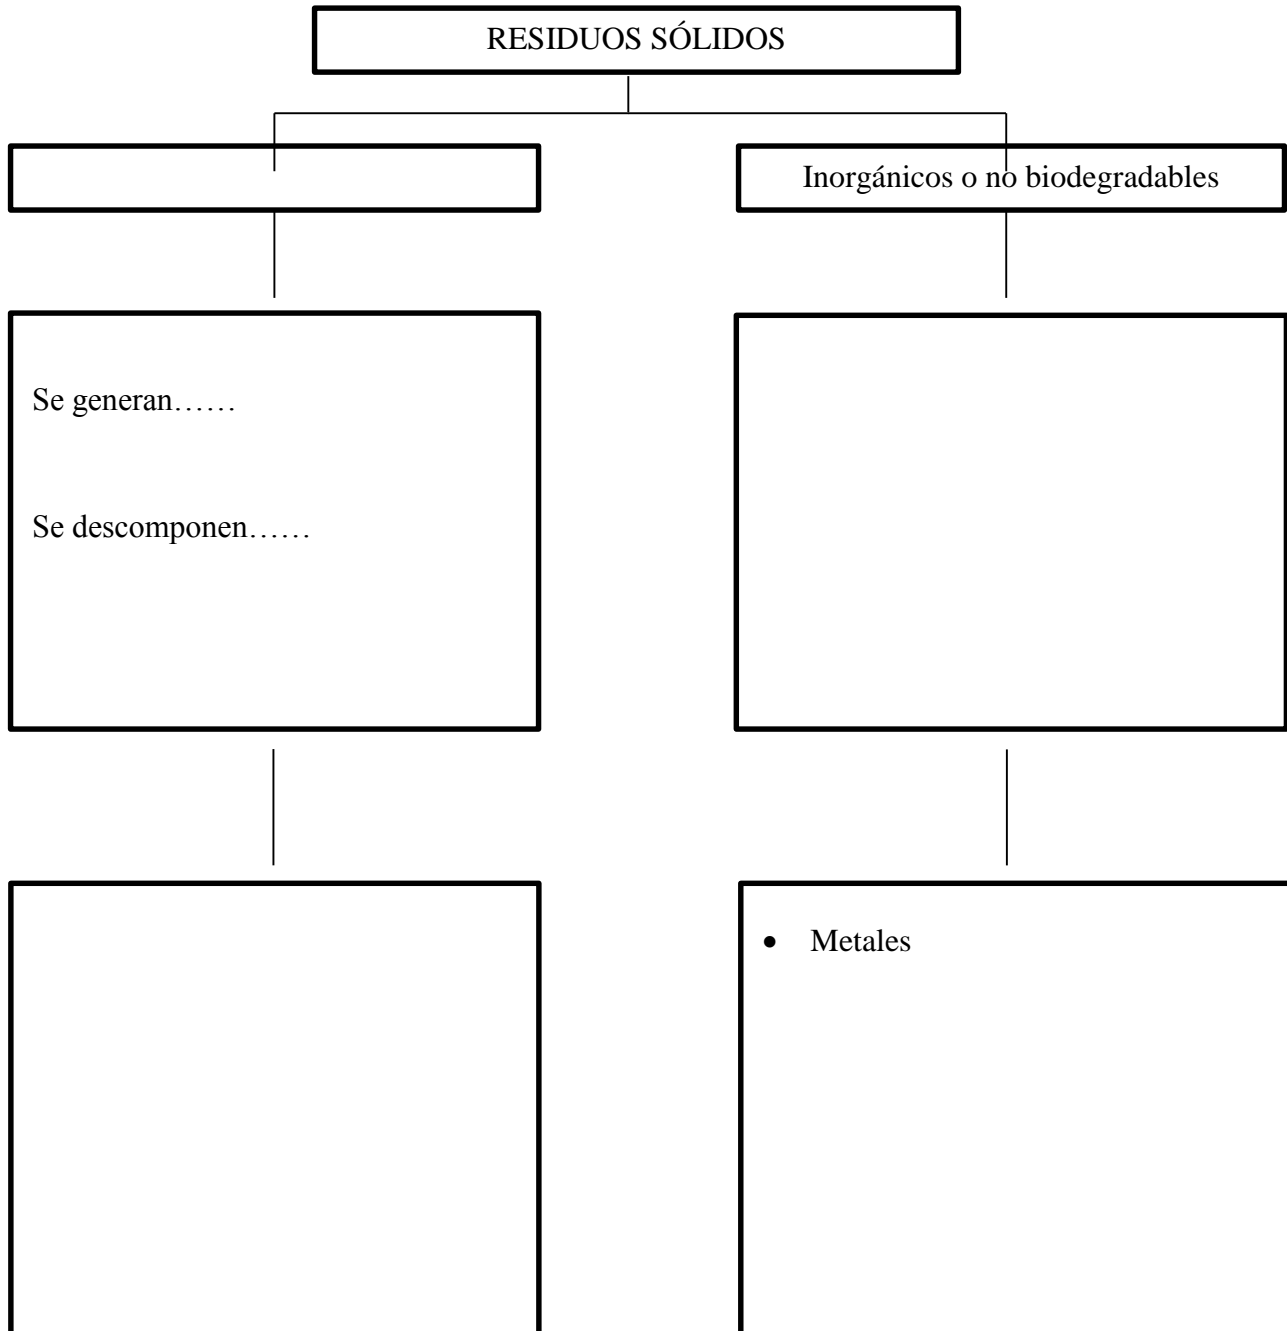 RESIDUOS SÓLIDOS
Inorgánicos o no biodegradables
Se generan……
Se descomponen……
• Metales